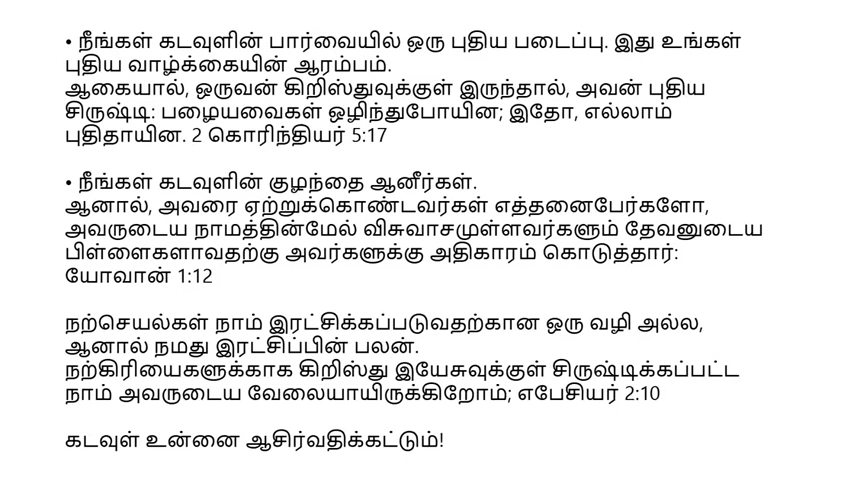 • நீங்கள் கடவுளின் பார்வையில் ஒரு புதிய படைப்பு. இது உங்கள்
புதிய வாழ்க்கையின் ஆரம்பம்.
ஆகையால், ஒருவன் கிறிஸ்துவுக்குள் இருந்தால், அவன் புதிய
சிருஷ்டி: பழையவைகள் ஒழிந்துபோயின; இதோ, எல்லாம்
புதிதாயின. 2 கொரிந்தியர் 5:17
• நீங்கள் கடவுளின் குழந்தை ஆனீர்கள்.
ஆனால், அவரை ஏற்றுக்கொண்டவர்கள் எத்தனைபேர்களோ,
அவருடைய நாமத்தின்மேல் விசுவாசமுள்ளவர்களும் தேவனுடைய
பிள்ளைகளாவதற்கு அவர்களுக்கு அதிகாரம் கொடுத்தார்:
யோவான் 1:12
நற்செயல்கள் நாம் இரட்சிக்கப்படுவதற்கான ஒரு வழி அல்ல,
ஆனால் நமது இரட்சிப்பின் பலன்.
நற்கிரியைகளுக்காக கிறிஸ்து இயேசுவுக்குள் சிருஷ்டிக்கப்பட்ட
நாம் அவருடைய வேலையாயிருக்கிறோம்; எபேசியர் 2:10
கடவுள் உன்னை ஆசிர்வதிக்கட்டும்!